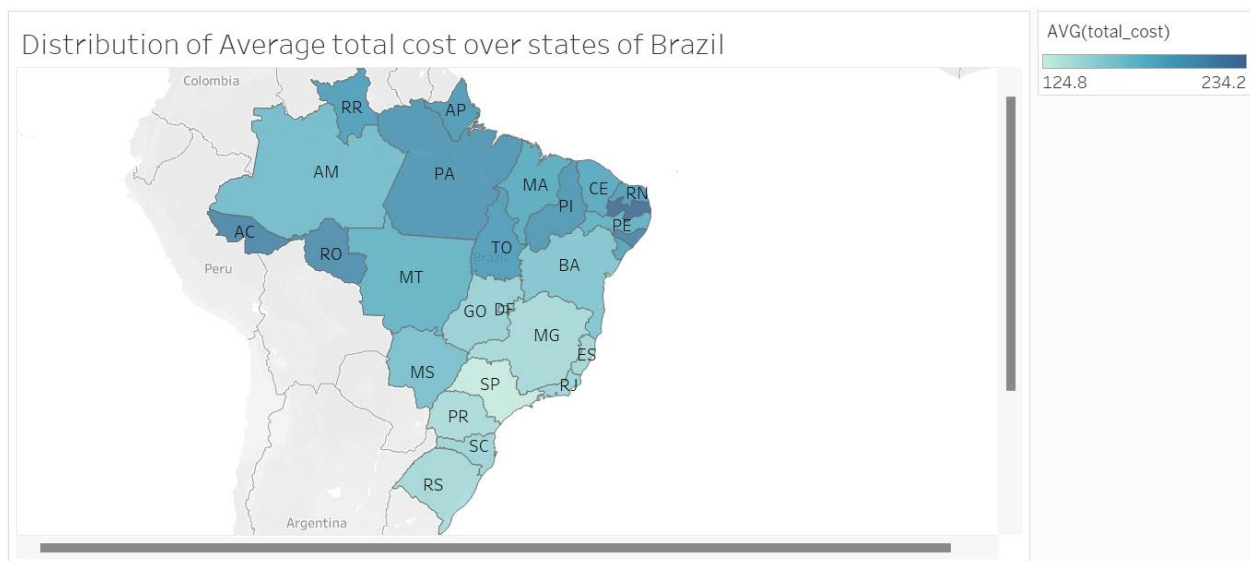 Distribution of Average total cost over states of Brazil
AVG(total_cost)
124.8 234.2
Colombia
RR
AP
AM
PA
MA
CE
RN
PI
PE
AC
RO
TO
Brazil
BA
Peru
MT
GO
DF
MG
ES
MS
SP
RJ
PR
SC
RS
Argentina